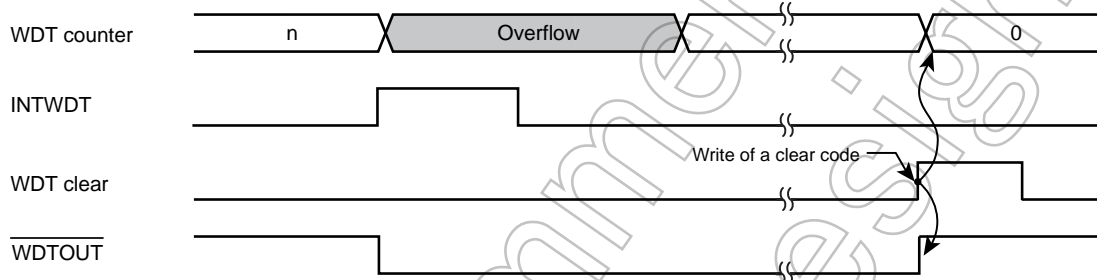 WDT counter
n
Overflow
0
INTWDT
Write of a clear code
WDT clear
WDTOUT